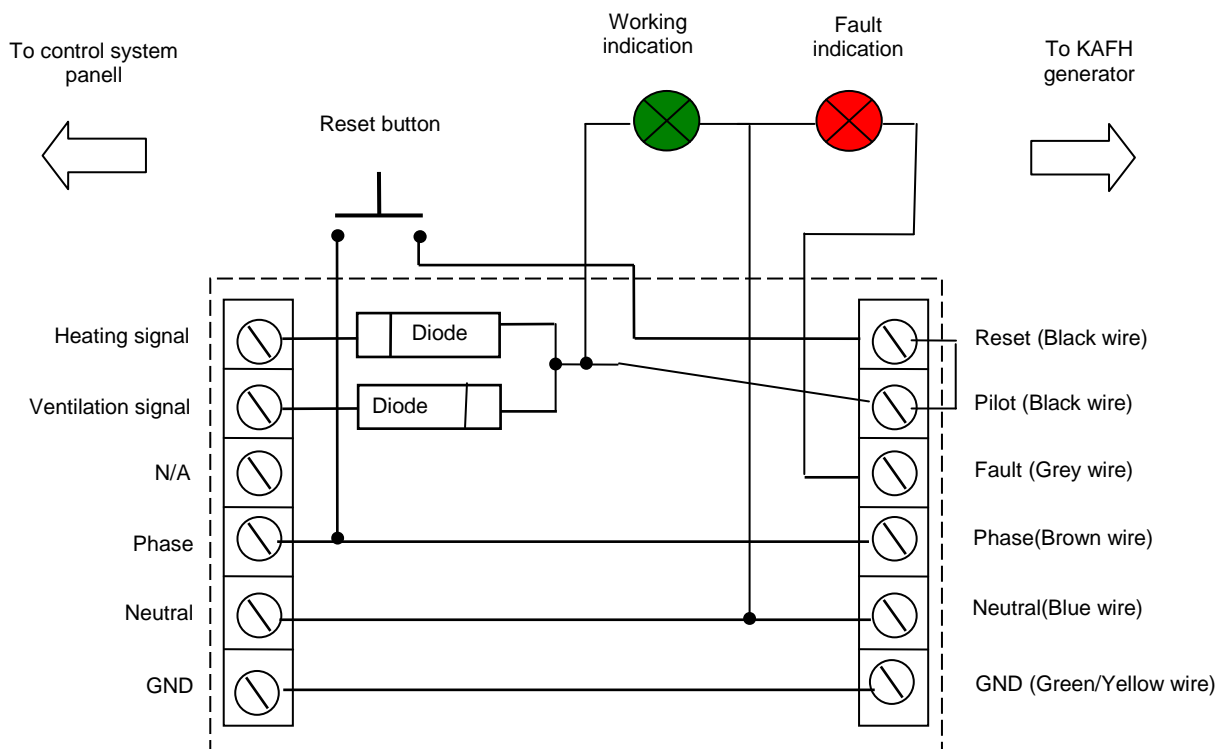 Working
indication
Fault
indication
To control system
panell
To KAFH
generator
Reset button
Heating signal
Diode
Reset (Black wire)
Ventilation signal
Diode
Pilot (Black wire)
N/A
Fault (Grey wire)
Phase
Phase(Brown wire)
Neutral
Neutral(Blue wire)
GND
GND (Green/Yellow wire)